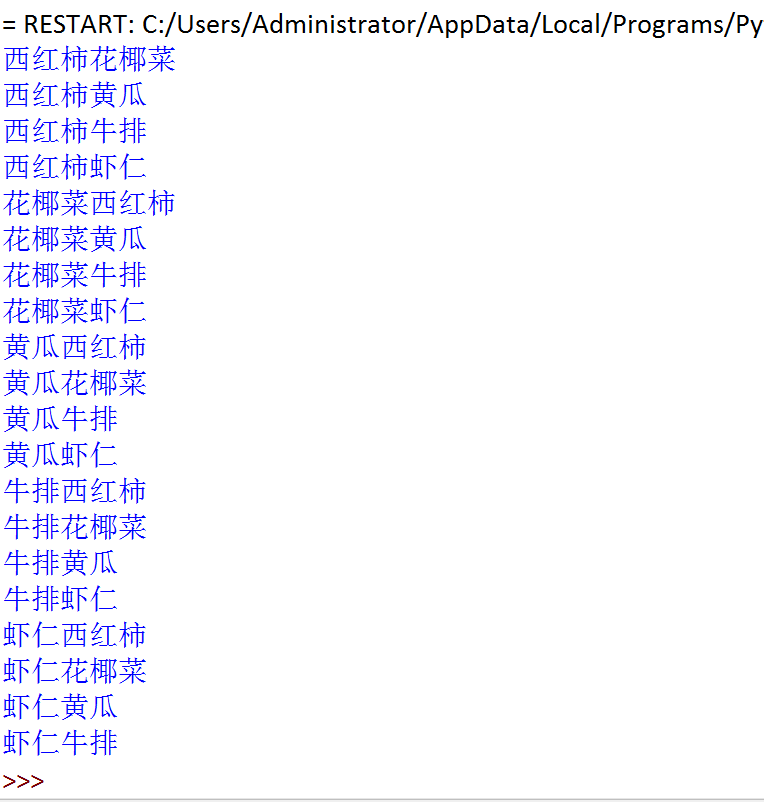 = RESTART: C:/Users/Administrator/AppData/Local/Programs/Py
西红柿花椰菜
西红柿黄瓜
西红柿牛排
西红柿虾仁
花椰菜西红柿
花椰菜黄瓜
花椰菜牛排
花椰菜虾仁
黄瓜西红柿
黄瓜花椰菜
黄瓜牛排
黄瓜虾仁
牛排西红柿
牛排花椰菜
牛排黄瓜
牛排虾仁
虾仁西红柿
虾仁花椰菜
虾仁黄瓜
虾仁牛排
>>>